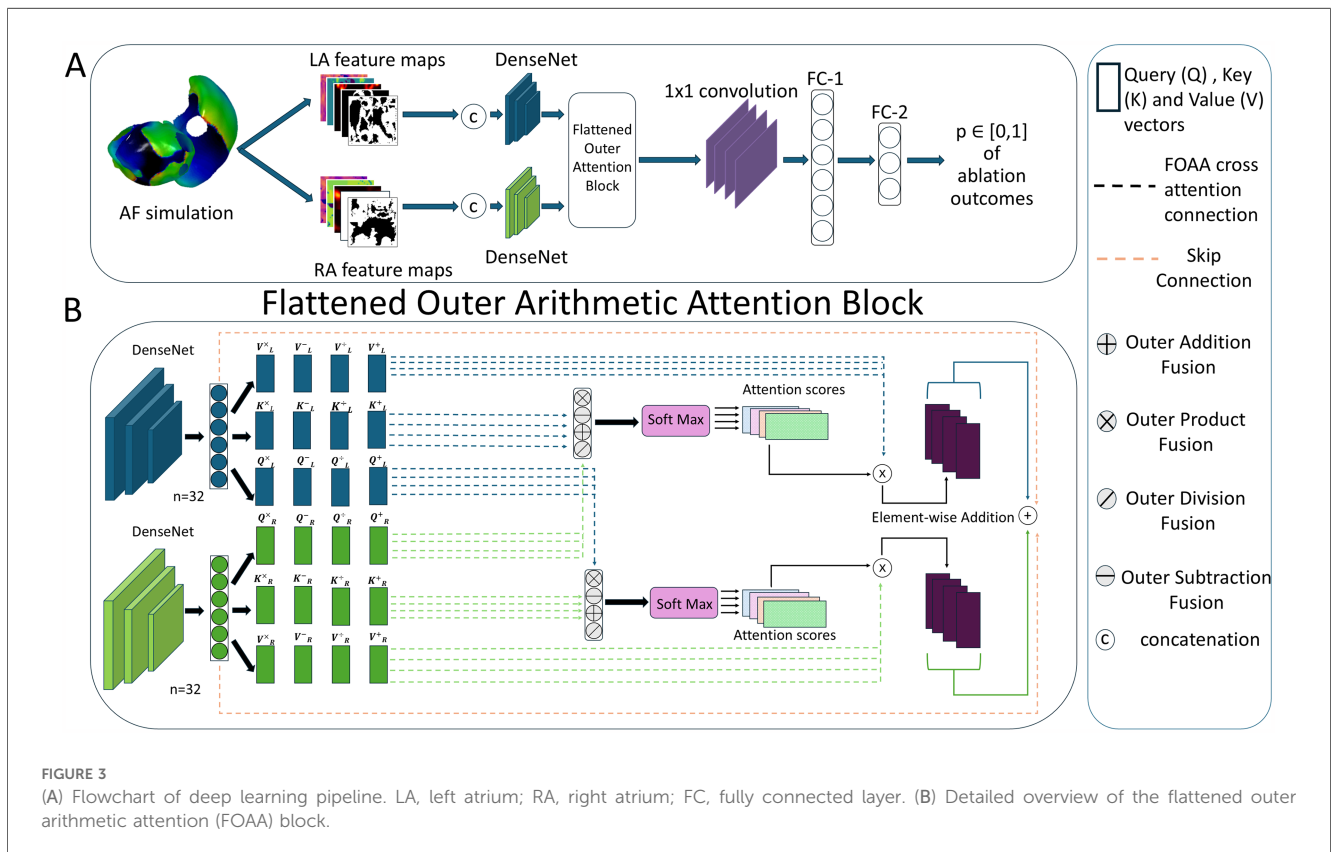 A
LA feature maps
DenseNet
AF simulation
RA feature maps
C
C
DenseNet
Flattened
Outer
Attention
Block
1x1 convolution
FC-1
FC-2
p ∈ [0,1]
of
ablation
outcomes
Query (Q) , Key
(K) and Value (V)
vectors
FOAA cross
attention
connection
Skip
Connection
Outer Addition
Fusion
Outer Product
Fusion
Outer Division
Fusion
Outer Subtraction
Fusion
C concatenation
B
Flattened Outer Arithmetic Attention Block
DenseNet
n=32
V×L V−L V÷L V+L
K×L K−L K÷L K+L
Q×L Q−L Q÷L Q+L
DenseNet
n=32
Q×R Q−R Q÷R Q+R
K×R K−R K÷R K+R
V×R V−R V÷R V+R
Soft Max
Attention scores
x
Element-wise Addition +
Soft Max
Attention scores
x
FIGURE 3
(A) Flowchart of deep learning pipeline. LA, left atrium; RA, right atrium; FC, fully connected layer. (B) Detailed overview of the flattened outer
arithmetic attention (FOAA) block.